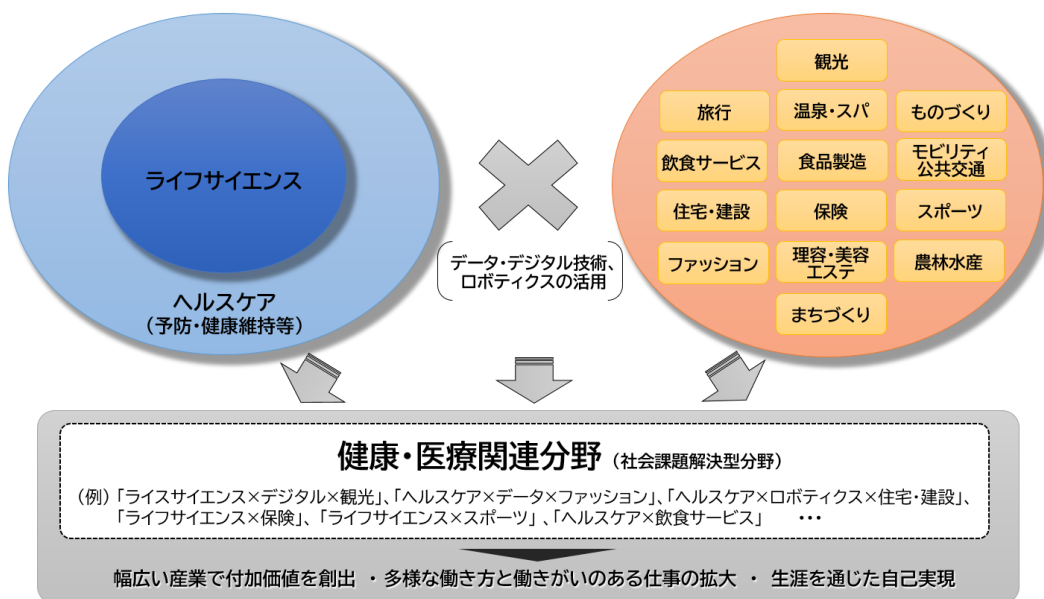 ライフサイエンス
ヘルスケア
（予防・健康維持等）
データ・デジタル技術、
ロボティクスの活用
観光
旅行
温泉・スパ
ものづくり
飲食サービス
食品製造
モビリティ
公共交通
住宅・建設
保険
スポーツ
ファッション
理容・美容
エステ
農林水産
まちづくり
健康・医療関連分野（社会課題解決型分野）
（例）「ライスサイエンス×デジタル×観光」、「ヘルスケア×データ×ファッション」、「ヘルスケア×ロボティクス×住宅・建設」、
「ライフサイエンス×保険」、「ライフサイエンス×スポーツ」、「ヘルスケア×飲食サービス」　・・・
幅広い産業で付加価値を創出 ・多様な働き方と働きがいのある仕事の拡大 ・ 生涯を通じた自己実現